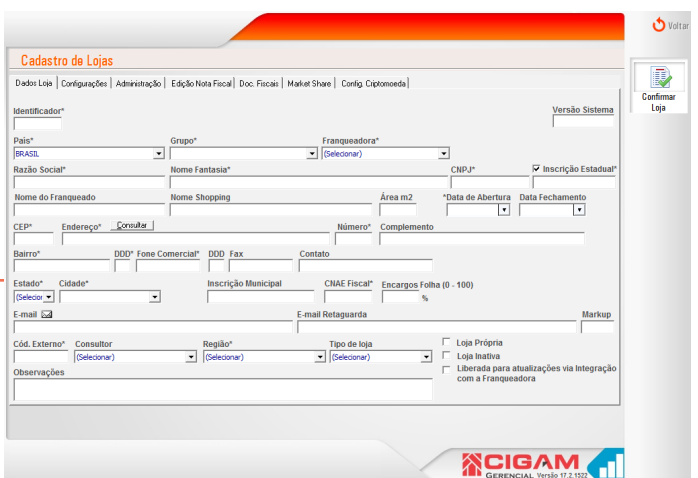 Voltar
Cadastro de Lojas
Dados Loja Configurações Administração Edição Nota Fiscal Doc. Fiscais Market Share Config. Criptomoeda
Confirmar
Loja
Identificador* Versão Sistema
País* Grupo* Franqueadora*
BRASIL (Selecionar)
Razão Social* Nome Fantasia* CNPJ* Inscrição Estadual*
Nome do Franqueado Nome Shopping Área m2 *Data de Abertura Data Fechamento
CEP* Endereço* Consultar Número* Complemento
Bairro* DDD* Fone Comercial* DDD Fax Contato
Estado* Cidade* Inscrição Municipal CNAE Fiscal* Encargos Folha (0 - 100)
(Selecior %
E-mail E-mail Retaguarda Markup
Cód. Externo* Consultor Região* Tipo de loja Loja Própria
(Selecionar) (Selecionar) (Selecionar) Loja Inativa
Observações Liberada para atualizações via Integração
com a Franqueadora
CIGAM
GERENCIAL Versão 17.2.1522